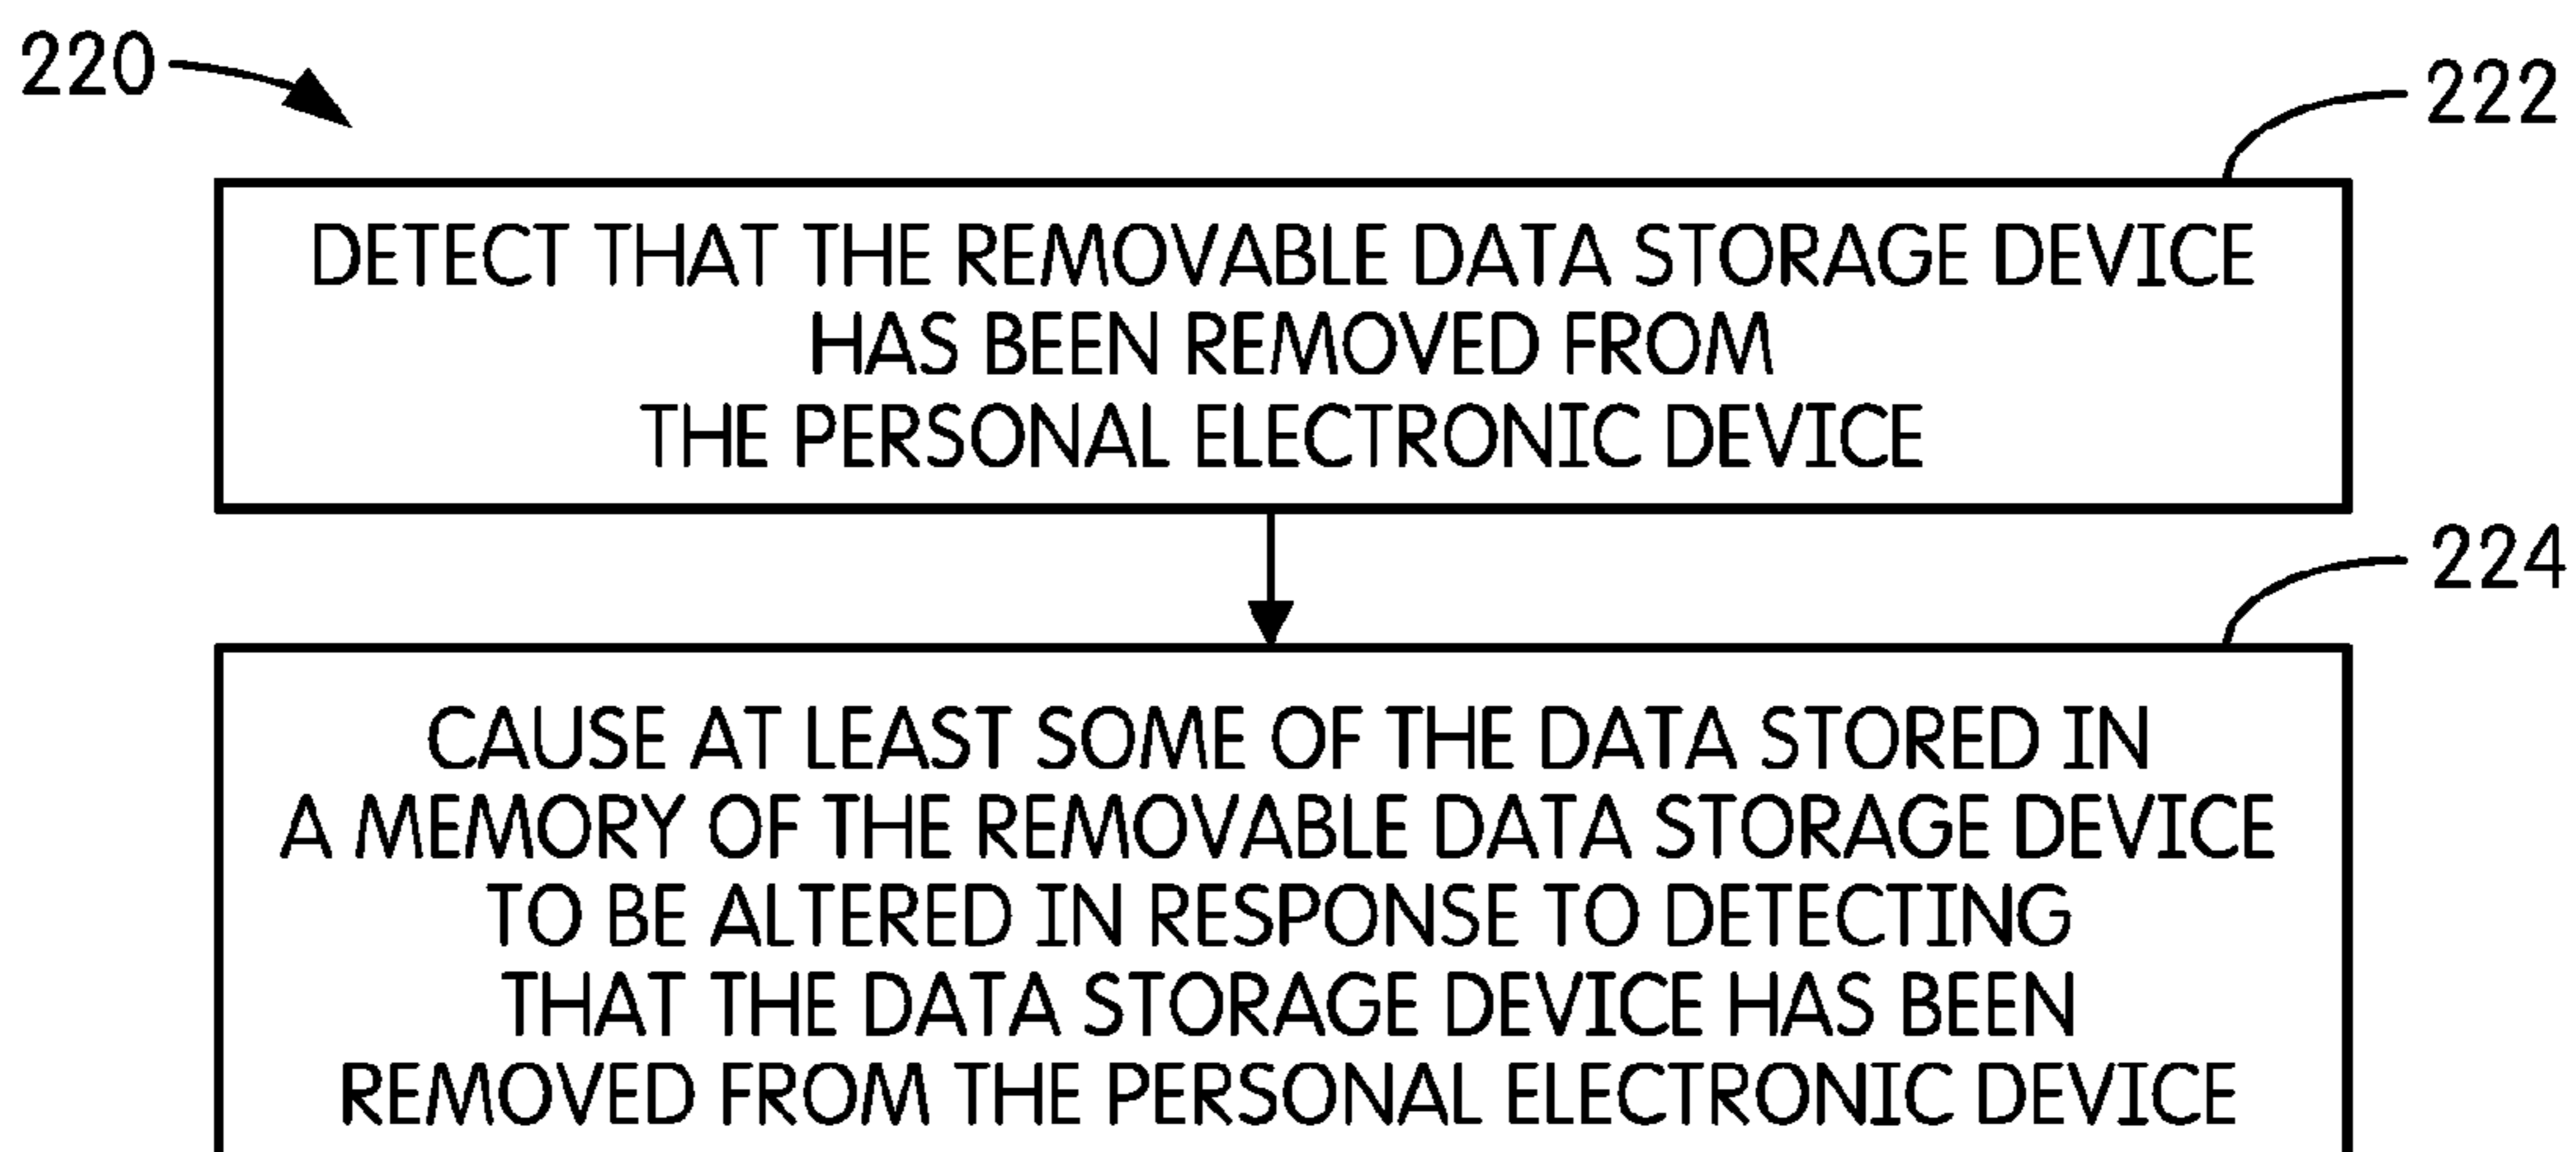 220
222
DETECT THAT THE REMOVABLE DATA STORAGE DEVICE
HAS BEEN REMOVED FROM
THE PERSONAL ELECTRONIC DEVICE
224
CAUSE AT LEAST SOME OF THE DATA STORED IN
A MEMORY OF THE REMOVABLE DATA STORAGE DEVICE
TO BE ALTERED IN RESPONSE TO DETECTING
THAT THE DATA STORAGE DEVICE HAS BEEN
REMOVED FROM THE PERSONAL ELECTRONIC DEVICE